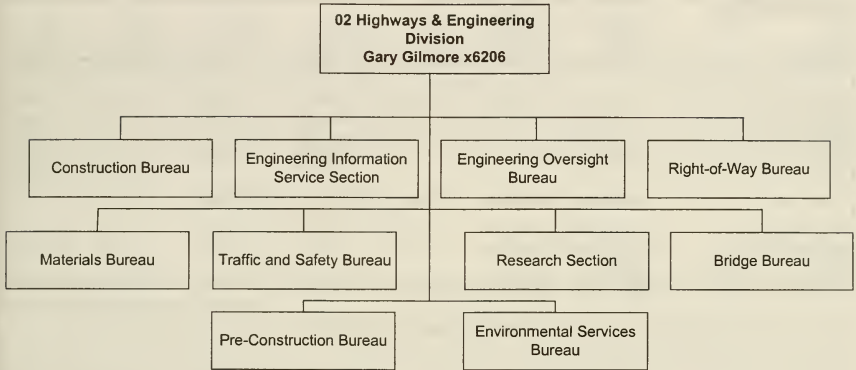 02 Highways & Engineering
Division
Gary Gilmore x6206
Construction Bureau
Engineering Information
Service Section
Engineering Oversight
Bureau
Right-of-Way Bureau
Materials Bureau
Traffic and Safety Bureau
Research Section
Bridge Bureau
Pre-Construction Bureau
Environmental Services
Bureau